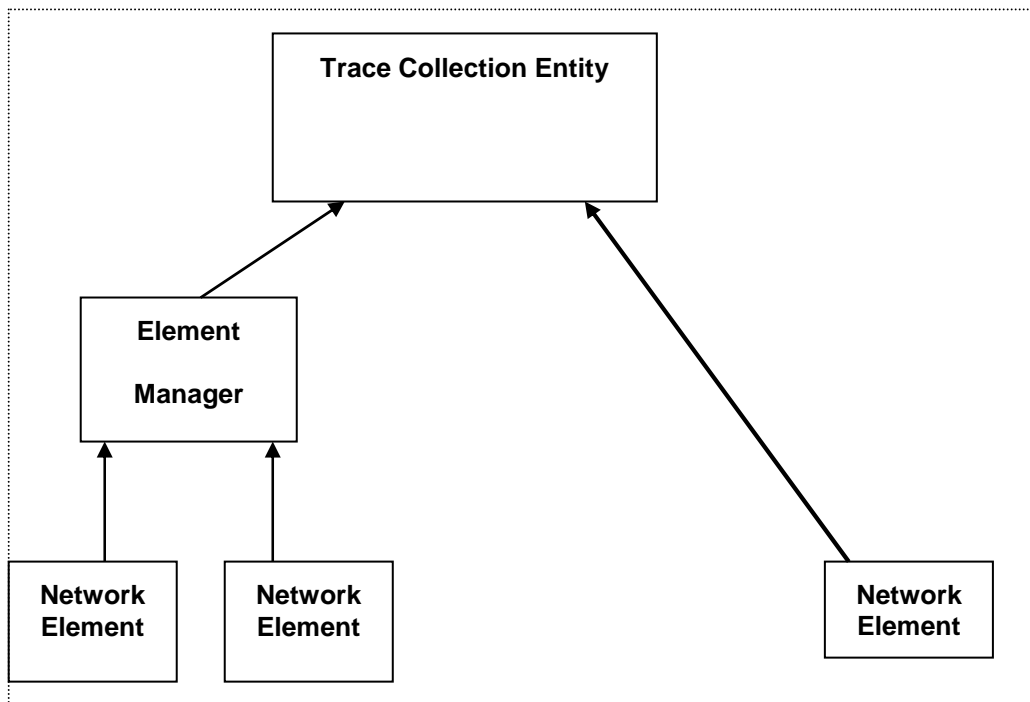 Trace Collection Entity
Element
Manager
Network
Element
Network
Element
Network
Element